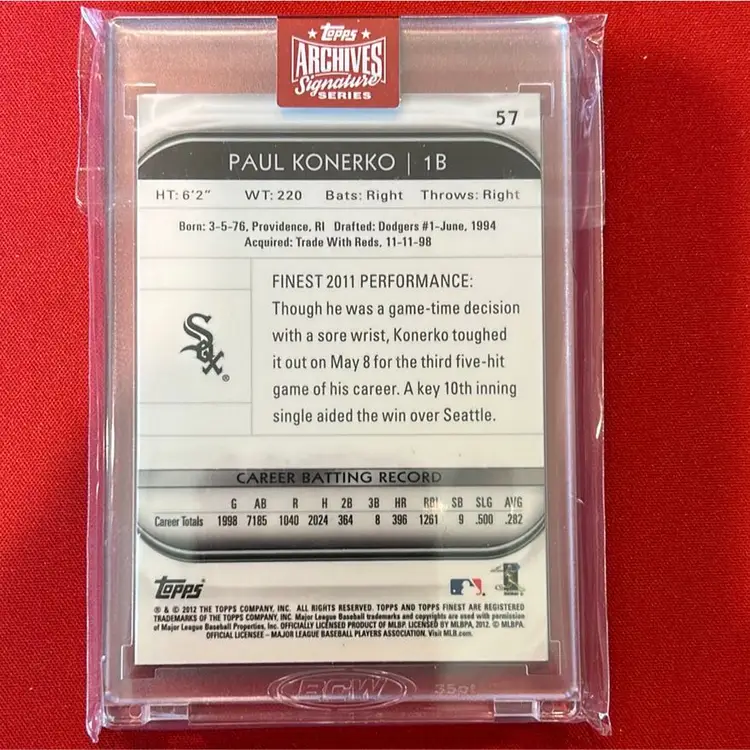 Topps
ARCHIVES
Signature
SERIES
57
PAUL KONERKO | 1B
HT: 6'2" WT: 220 Bats: Right Throws: Right
Born: 3-5-76, Providence, RI Drafted: Dodgers #1-June, 1994
Acquired: Trade With Reds, 11-11-98
FINEST 2011 PERFORMANCE:
Though he was a game-time decision
with a sore wrist, Konerko toughed
it out on May 8 for the third five-hit
game of his career. A key 10th inning
single aided the win over Seattle.
Sox®
CAREER BATTING RECORD
G AB R H 2B 3B HR RBI SB SLG AVG
Career Totals 1998 7185 1040 2024 364 8 396 1261 9 .500 .282
Topps®
® & © 2012 THE TOPPS COMPANY, INC. ALL RIGHTS RESERVED. TOPPS AND TOPPS FINEST ARE REGISTERED
TRADEMARKS OF THE TOPPS COMPANY, INC. Major League Baseball trademarks and copyrights are used with permission
of Major League Baseball Properties, Inc. OFFICIALLY LICENSED PRODUCT OF MLBP. LICENSED BY MLBPA, 2012. © MLBPA.
OFFICIAL LICENSEE – MAJOR LEAGUE BASEBALL PLAYERS ASSOCIATION. Visit MLB.com.
BCW 35pt